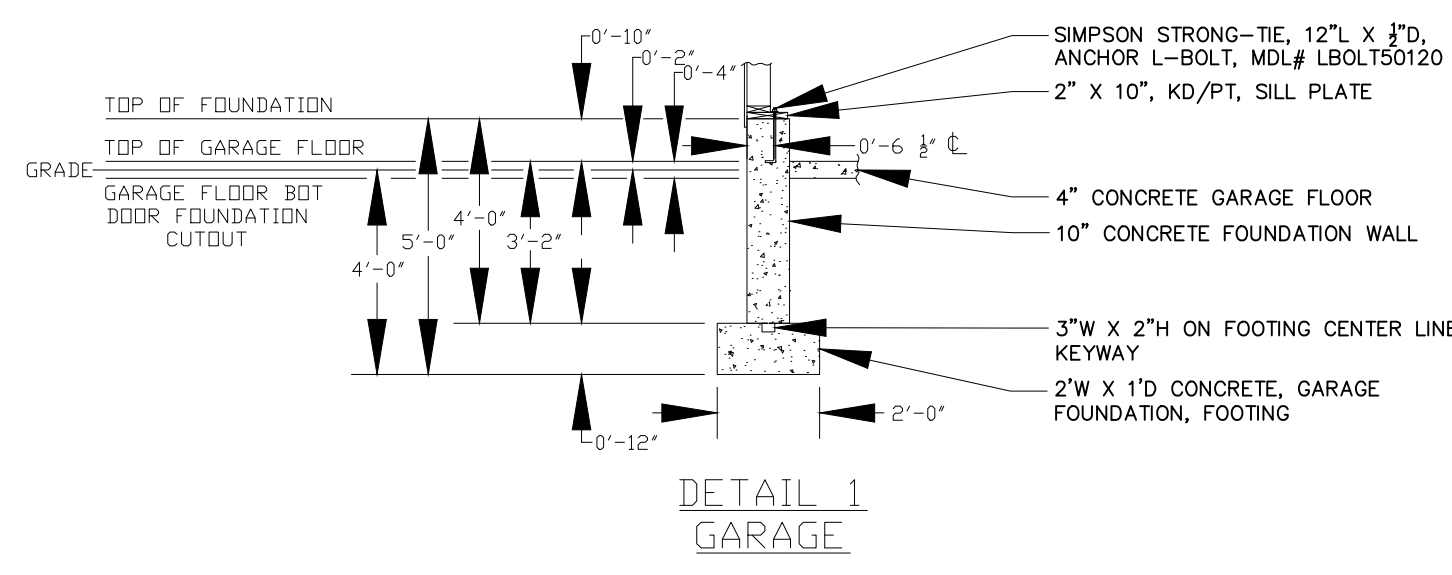 0'-10"
0'-2"
0'-4"
SIMPSON STRONG-TIE, 12"L X ½"D,
ANCHOR L-BOLT, MDL# LBOLT50120
2" X 10", KD/PT, SILL PLATE
TOP OF FOUNDATION
TOP OF GARAGE FLOOR
0'-6 ½" ℄
GRADE
GARAGE FLOOR BOT
DOOR FOUNDATION
CUTOUT
4" CONCRETE GARAGE FLOOR
10" CONCRETE FOUNDATION WALL
4'-0"
5'-0"
3'-2"
4'-0"
3"W X 2"H ON FOOTING CENTER LINE
KEYWAY
2'W X 1'D CONCRETE, GARAGE
FOUNDATION, FOOTING
2'-0"
0'-12"
DETAIL 1
GARAGE